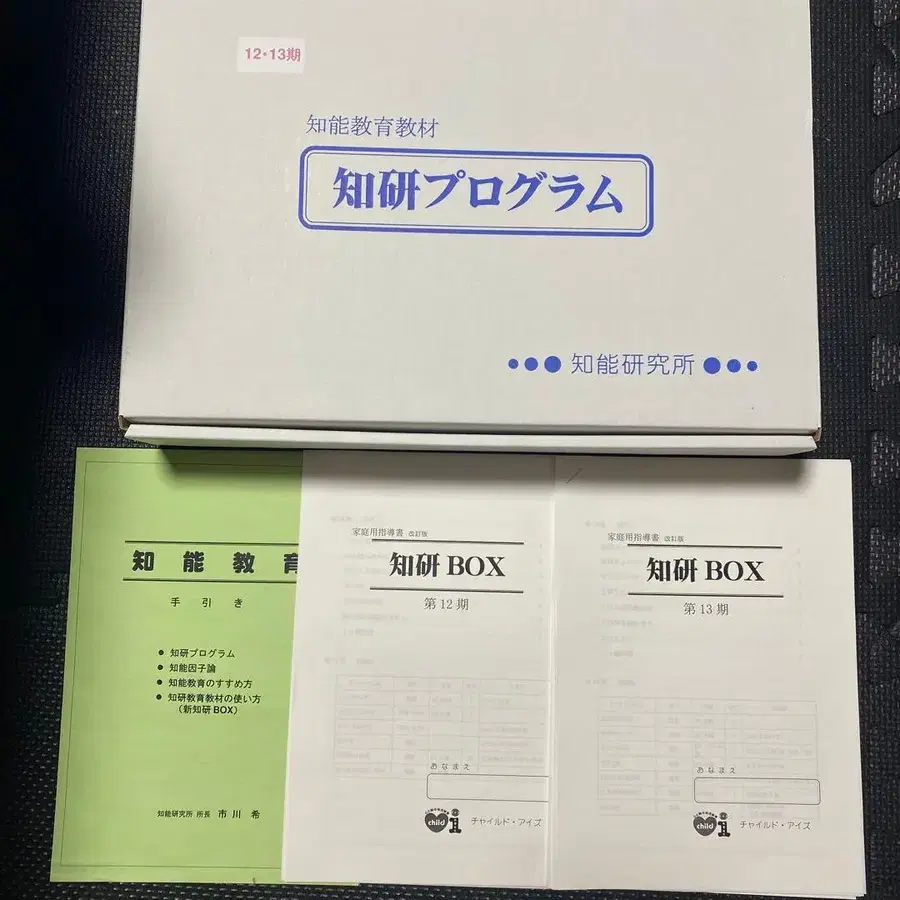 12・13期
知能教育教材
知研プログラム
知能研究所
知能教育
手引き
● 知研プログラム
● 知能因子論
● 知能教育のすすめ方
● 知研教育教材の使い方
(新知研BOX)
知能研究所 所長 市川 希
家庭用指導書 改訂版
知研 BOX
第12期
おなまえ
child i
チャイルド・アイズ
家庭用指導書 改訂版
知研 BOX
第13期
おなまえ
child i
チャイルド・アイズ